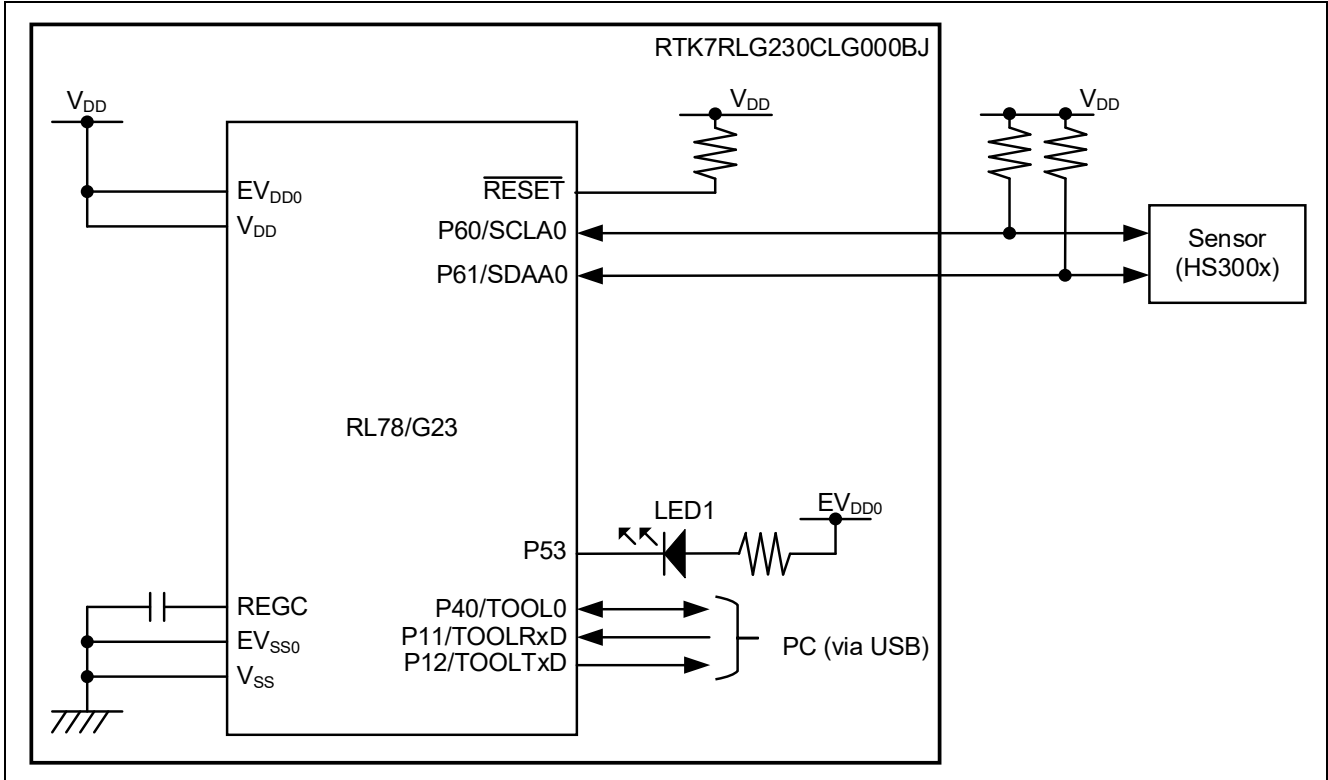 RTK7RLG230CLG000BJ
VDD
VDD
VDD
EVDD0
VDD
RESET
P60/SCLA0
P61/SDAA0
Sensor
(HS300x)
RL78/G23
LED1
EVDD0
P53
REGC
EVSS0
VSS
P40/TOOL0
P11/TOOLRxD
P12/TOOLTxD
PC (via USB)